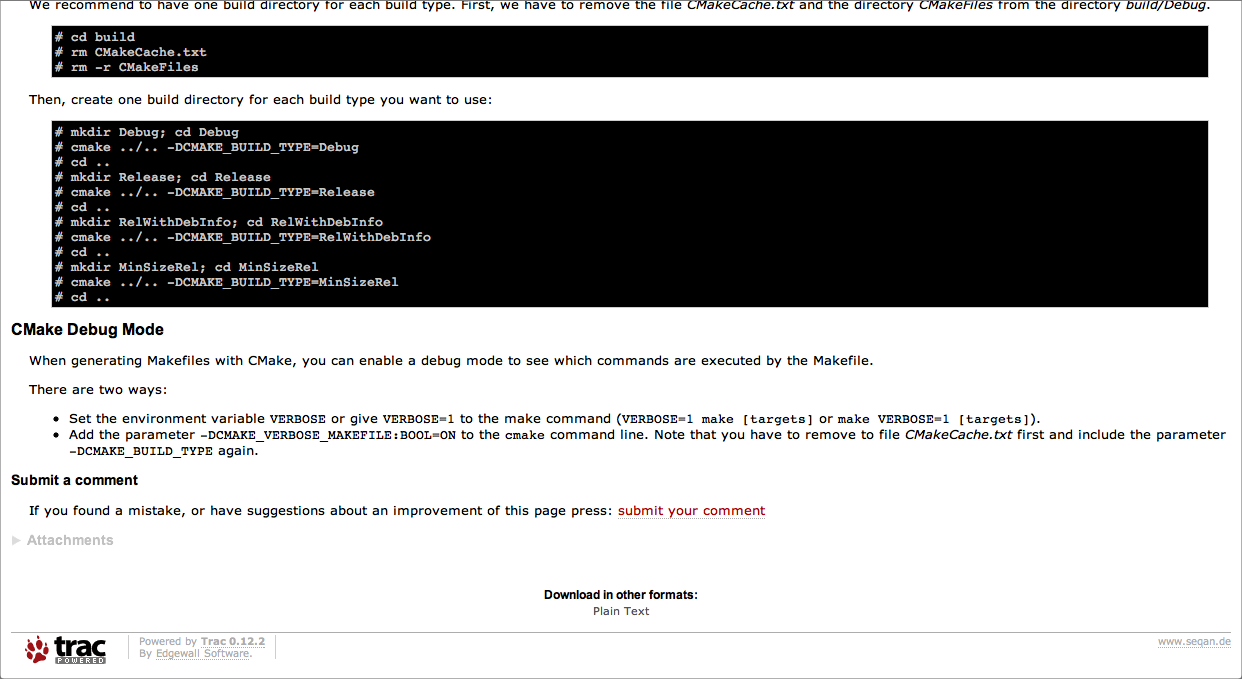 We recommend to have one build directory for each build type. First, we have to remove the file CMakeCache.txt and the directory CMakeFiles from the directory build/Debug.
# cd build
# rm CMakeCache.txt
# rm -r CMakeFiles
Then, create one build directory for each build type you want to use:
# mkdir Debug; cd Debug
# cmake ../.. -DCMAKE_BUILD_TYPE=Debug
# cd ..
# mkdir Release; cd Release
# cmake ../.. -DCMAKE_BUILD_TYPE=Release
# cd ..
# mkdir RelWithDebInfo; cd RelWithDebInfo
# cmake ../.. -DCMAKE_BUILD_TYPE=RelWithDebInfo
# cd ..
# mkdir MinSizeRel; cd MinSizeRel
# cmake ../.. -DCMAKE_BUILD_TYPE=MinSizeRel
# cd ..
CMake Debug Mode
When generating Makefiles with CMake, you can enable a debug mode to see which commands are executed by the Makefile.
There are two ways:
• Set the environment variable VERBOSE or give VERBOSE=1 to the make command (VERBOSE=1 make [targets] or make VERBOSE=1 [targets]).
• Add the parameter -DCMAKE_VERBOSE_MAKEFILE:BOOL=ON to the cmake command line. Note that you have to remove to file CMakeCache.txt first and include the parameter
-DCMAKE_BUILD_TYPE again.
Submit a comment
If you found a mistake, or have suggestions about an improvement of this page press: submit your comment
Attachments
Download in other formats:
Plain Text
trac
POWERED
Powered by Trac 0.12.2
By Edgewall Software.
www.seqan.de